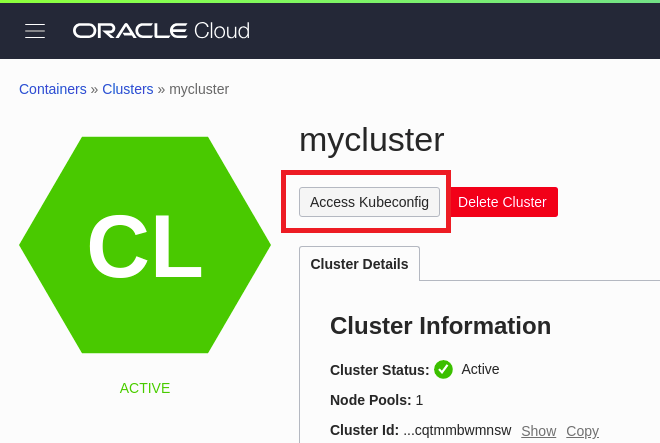 ORACLE Cloud
Containers » Clusters » mycluster
mycluster
Access Kubeconfig Delete Cluster
CL
Cluster Details
Cluster Information
Cluster Status: Active
ACTIVE
Node Pools: 1
Cluster Id: ...cqtmmbwmnsw Show Copy